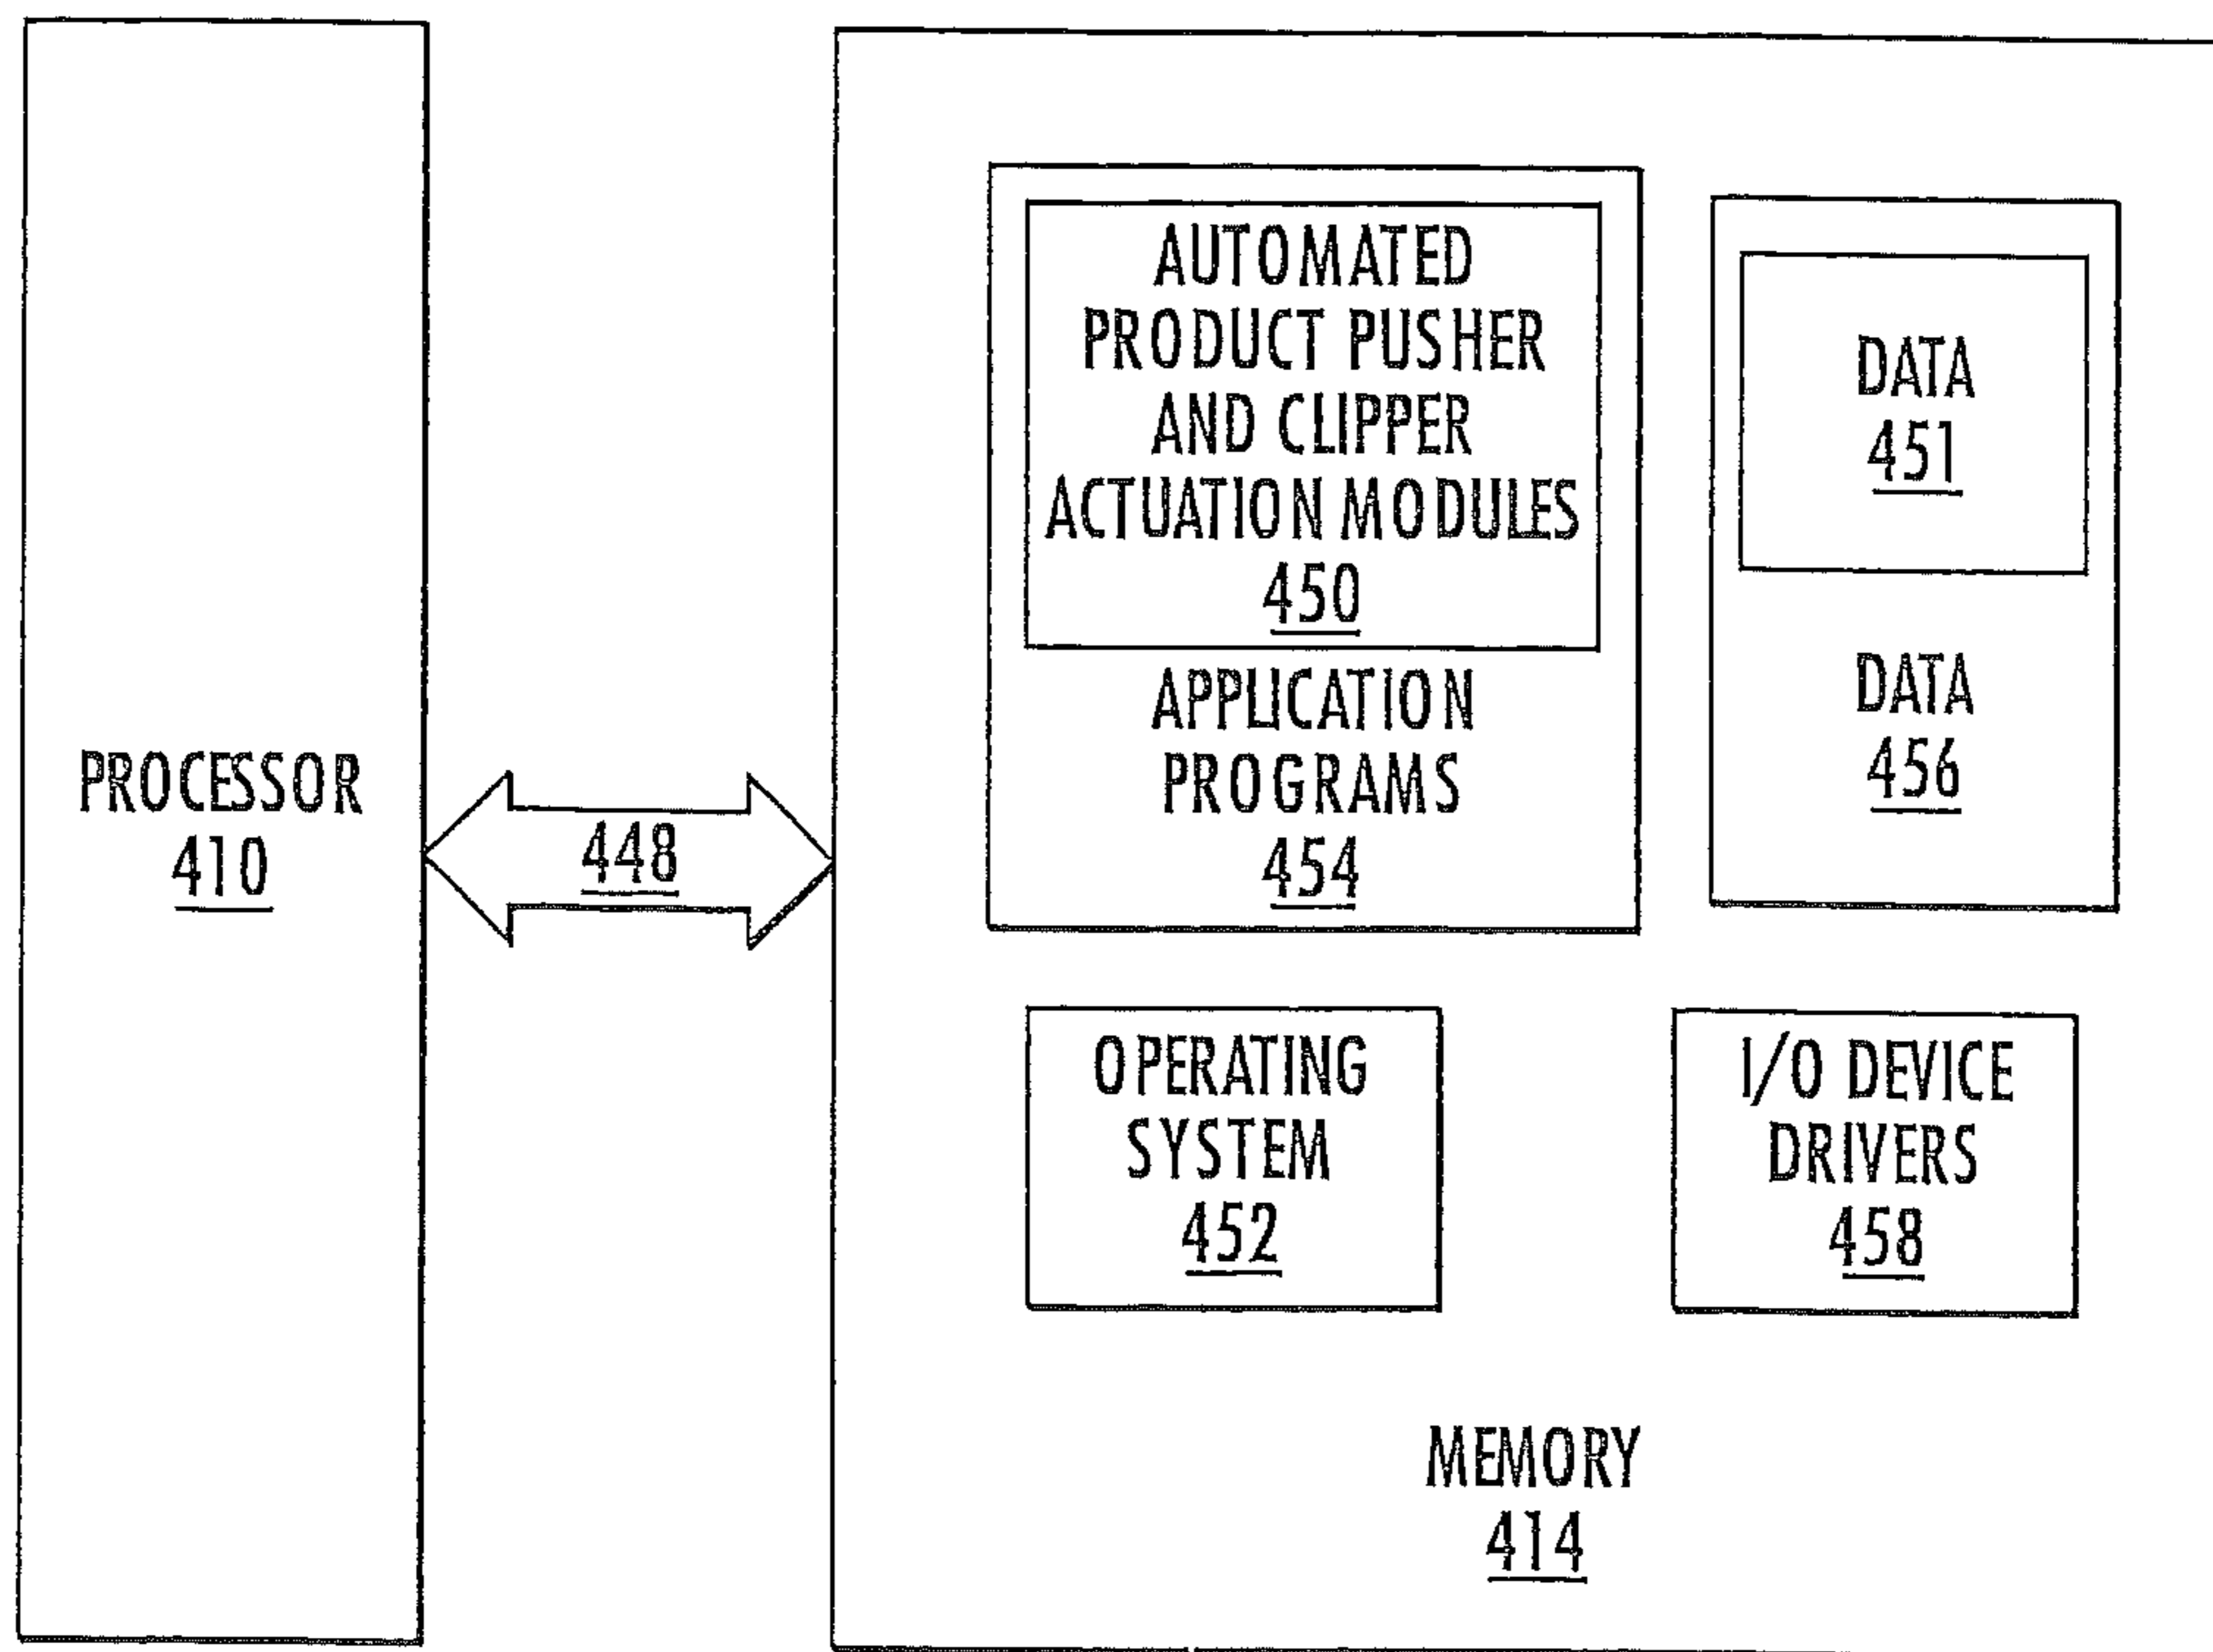 PROCESSOR
410
448
AUTOMATED
PRODUCT PUSHER
AND CLIPPER
ACTUATION MODULES
450
APPLICATION
PROGRAMS
454
DATA
451
DATA
456
OPERATING
SYSTEM
452
I/O DEVICE
DRIVERS
458
MEMORY
414